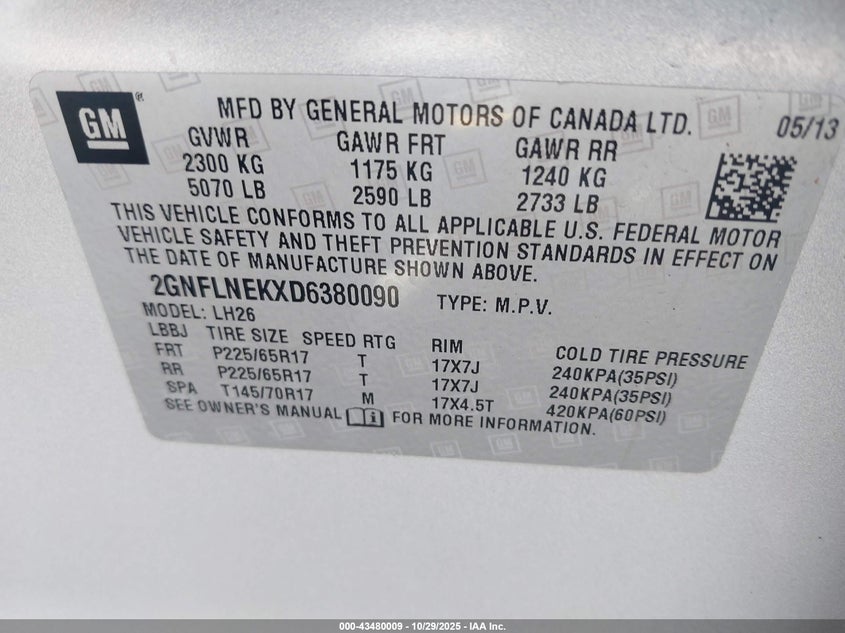 GM ®
MFD BY GENERAL MOTORS OF CANADA LTD. 05/13
GVWR GAWR FRT GAWR RR
2300 KG 1175 KG 1240 KG
5070 LB 2590 LB 2733 LB
THIS VEHICLE CONFORMS TO ALL APPLICABLE U.S. FEDERAL MOTOR
VEHICLE SAFETY AND THEFT PREVENTION STANDARDS IN EFFECT ON
THE DATE OF MANUFACTURE SHOWN ABOVE.
2GNFLNEKXD6380090 TYPE: M.P.V.
MODEL: LH26
LBBJ TIRE SIZE SPEED RTG RIM COLD TIRE PRESSURE
FRT P225/65R17 T 17X7J 240KPA(35PSI)
RR P225/65R17 T 17X7J 240KPA(35PSI)
SPA T145/70R17 M 17X4.5T 420KPA(60PSI)
SEE OWNER'S MANUAL FOR MORE INFORMATION.
000-43480009 - 10/29/2025 - IAA Inc.